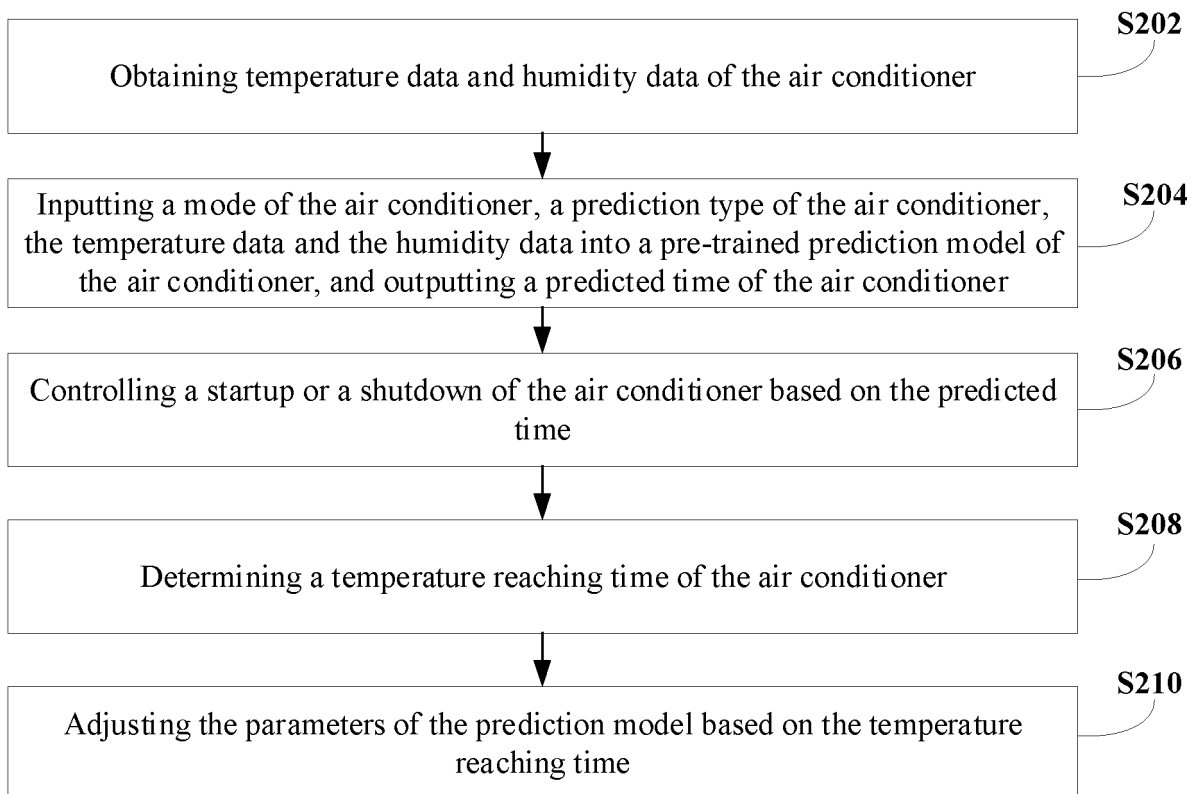 S202
Obtaining temperature data and humidity data of the air conditioner
S204
Inputting a mode of the air conditioner, a prediction type of the air conditioner,
the temperature data and the humidity data into a pre-trained prediction model of
the air conditioner, and outputting a predicted time of the air conditioner
S206
Controlling a startup or a shutdown of the air conditioner based on the predicted
time
S208
Determining a temperature reaching time of the air conditioner
S210
Adjusting the parameters of the prediction model based on the temperature
reaching time